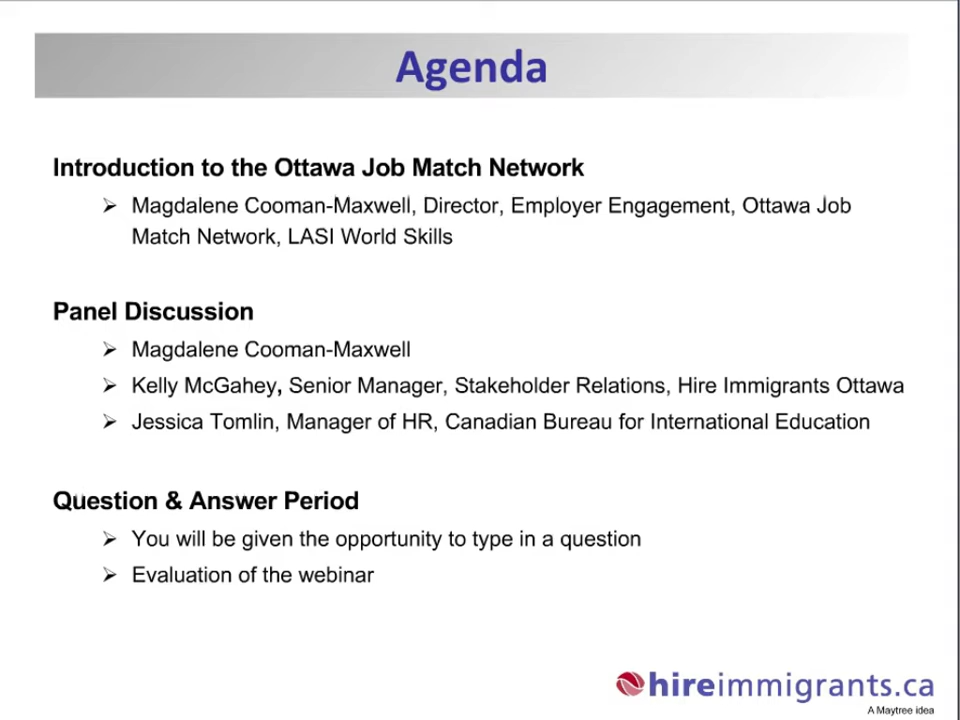 Agenda
Introduction to the Ottawa Job Match Network
➢ Magdalene Cooman-Maxwell, Director, Employer Engagement, Ottawa Job
Match Network, LASI World Skills
Panel Discussion
➢ Magdalene Cooman-Maxwell
➢ Kelly McGahey, Senior Manager, Stakeholder Relations, Hire Immigrants Ottawa
➢ Jessica Tomlin, Manager of HR, Canadian Bureau for International Education
Question & Answer Period
➢ You will be given the opportunity to type in a question
➢ Evaluation of the webinar
hireimmigrants.ca
A Maytree idea